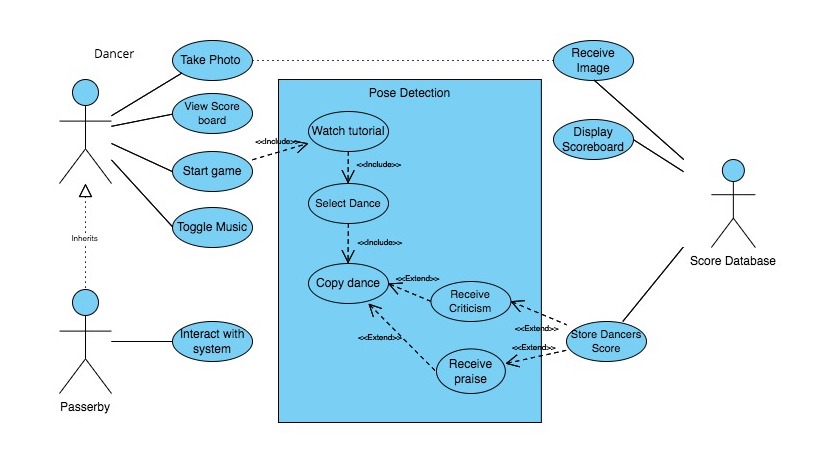 Dancer
Take Photo
Receive
Image
Pose Detection
View Score
board
Watch tutorial
Display
Scoreboard
<<Include>>
<<Include>>
Start game
Select Dance
Toggle Music
Inherits
<<Include>>
Score Database
Copy dance
<<Extend>>
Receive
Criticism
<<Extend>>
Interact with
system
<<Extend>>
<<Extend>>
Store Dancers
Score
Receive
praise
Passerby